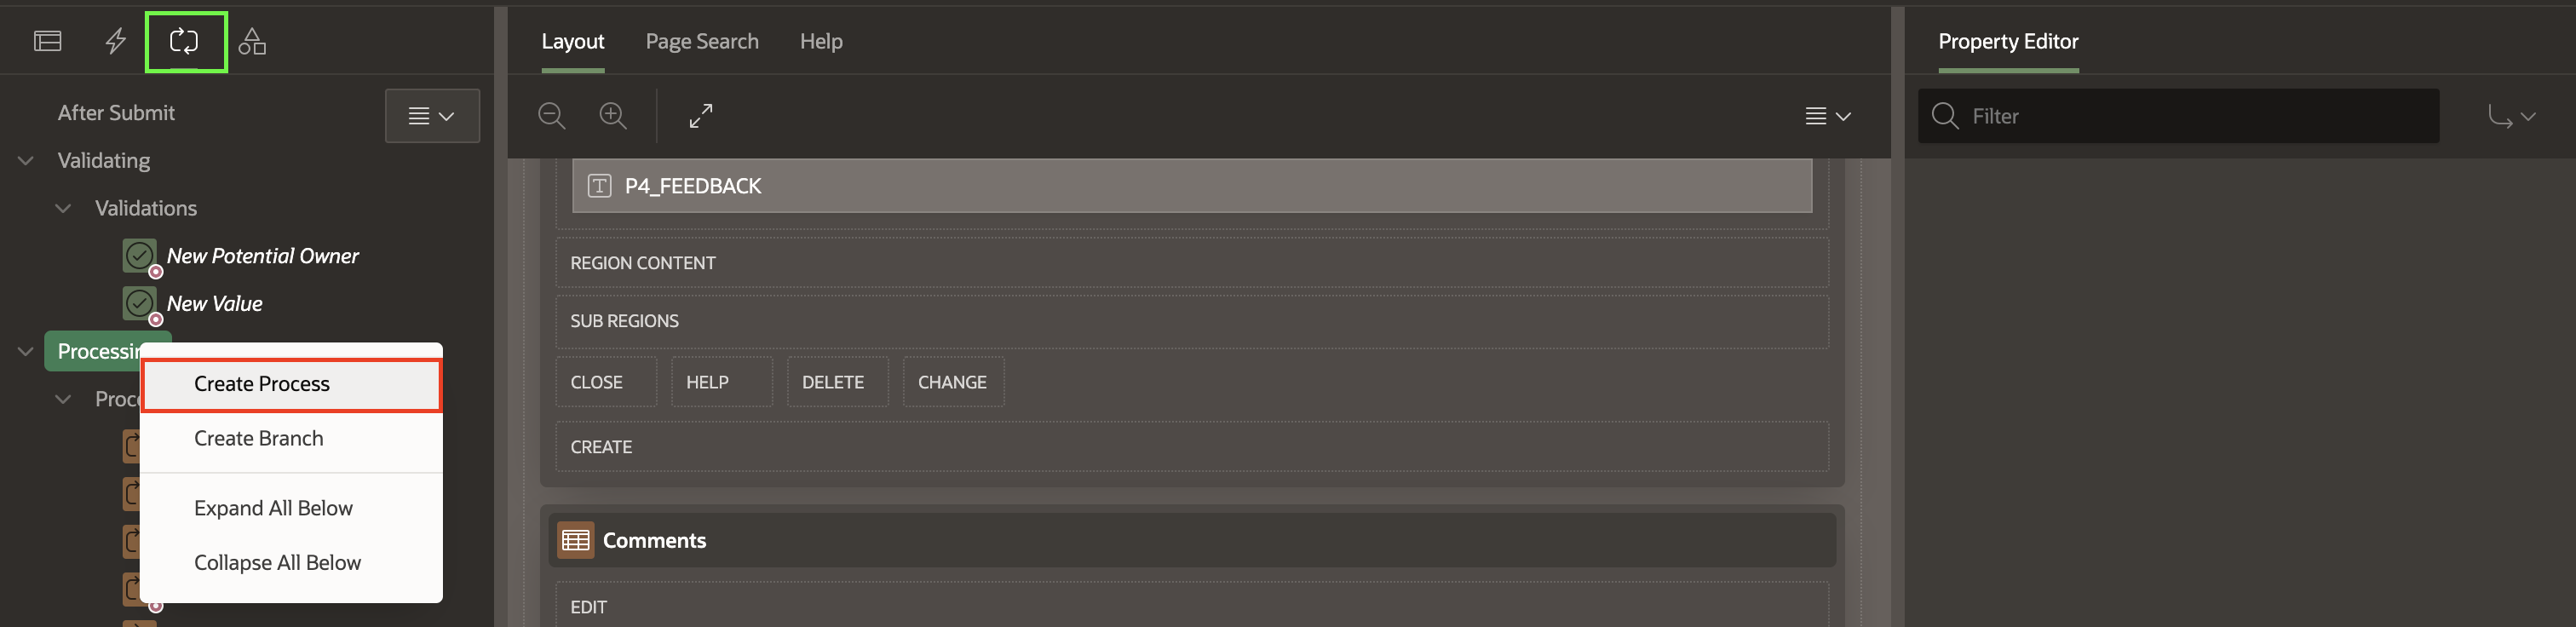 After Submit
Validating
Validations
New Potential Owner
New Value
Create Process
Create Branch
Expand All Below
Collapse All Below
Layout Page Search Help
P4_FEEDBACK
REGION CONTENT
SUB REGIONS
CLOSE HELP DELETE CHANGE
CREATE
Comments
EDIT
Property Editor
Filter